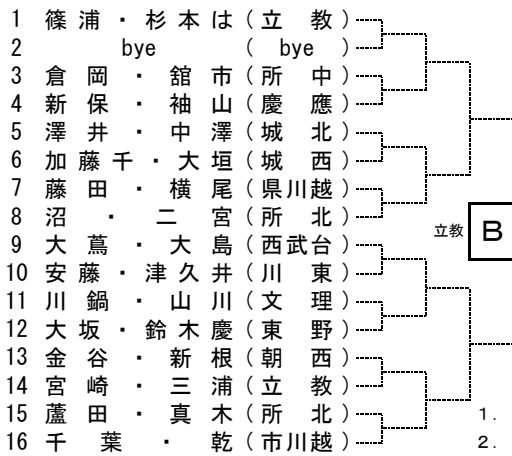 1 篠浦・杉本は(立教)
2 bye (bye)
3 倉岡・舘市(所中)
4 新保・袖山(慶應)
5 澤井・中澤(城北)
6 加藤千・大垣(城西)
7 藤田・横尾(県川越)
8 沼・二宮(所北)
立教 B
9 大蔦・大島(西武台)
10 安藤・津久井(川東)
11 川鍋・山川(文理)
12 大坂・鈴木慶(東野)
13 金谷・新根(朝西)
14 宮崎・三浦(立教)
15 蘆田・真木(所北) 1.
16 千葉・乾(市川越) 2.